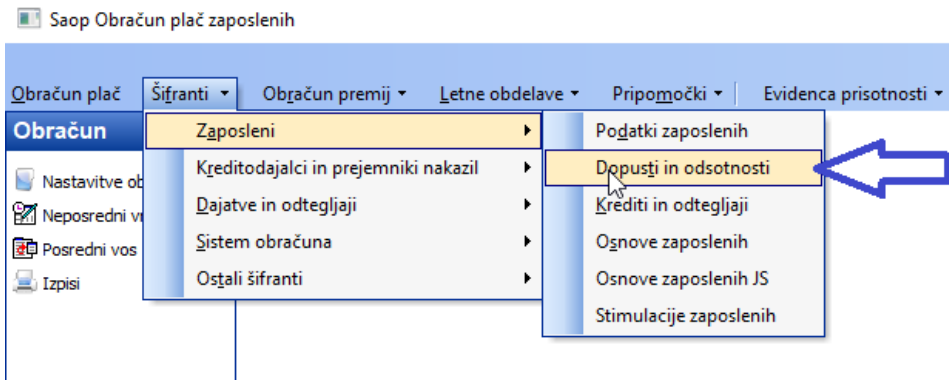 Saop Obračun plač zaposlenih
Obračun plač Šifranti Obračun premij Letne obdelave Pripomočki Evidenca prisotnosti
Obračun
Nastavitve ob
Neposredni v
Posredni vos
Izpisi
Zaposleni
Kreditodajalci in prejemniki nakazil
Dajatve in odtegljaji
Sistem obračuna
Ostali šifranti
Podatki zaposlenih
Dopusti in odsotnosti
Krediti in odtegljaji
Osnove zaposlenih
Osnove zaposlenih JS
Stimulacije zaposlenih